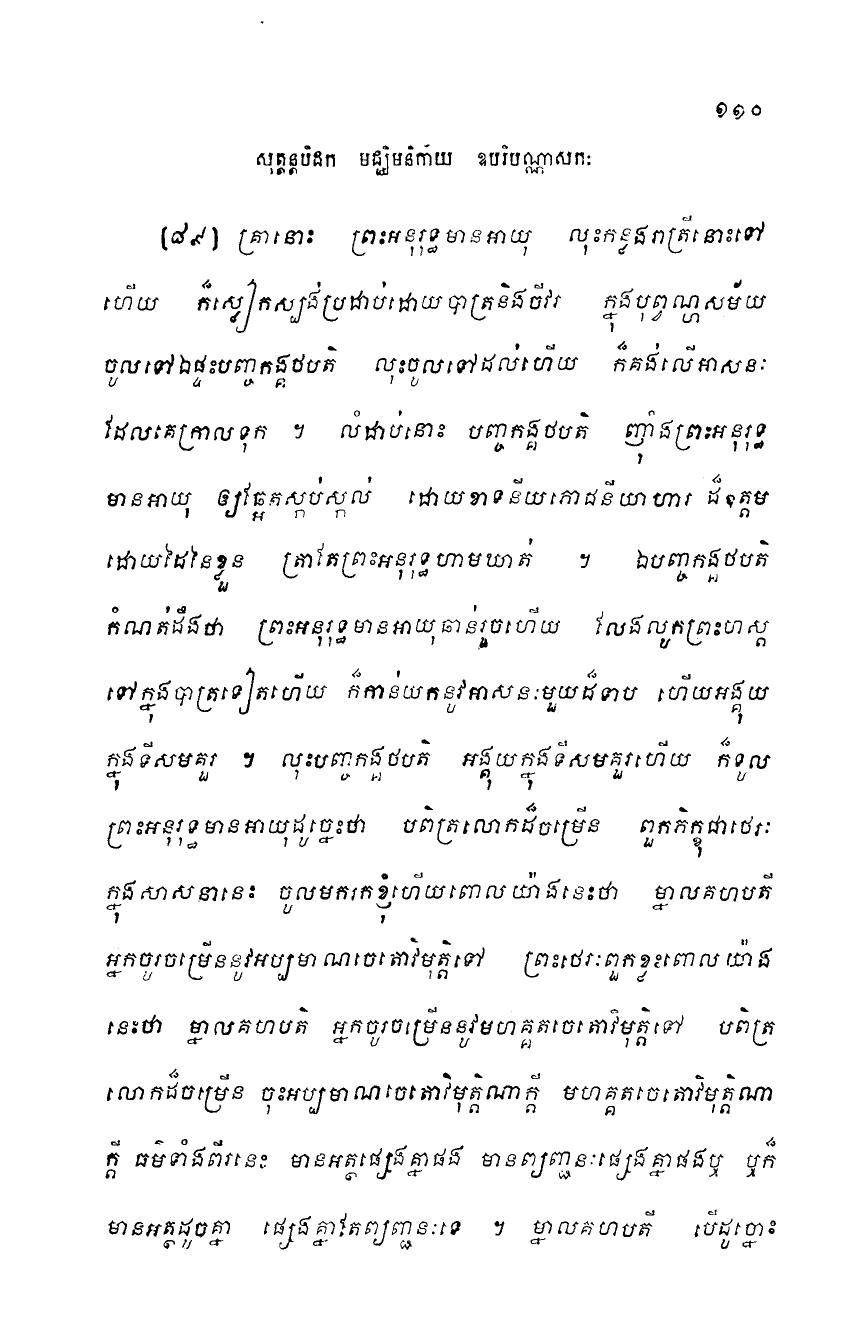 ១១០
សុត្តន្តបិដក មជ្ឈិមនិកាយ ឧបរិបណ្ណាសកៈ
(៨៩) គ្រានោះ ព្រះអនុរុទ្ធមានអាយុ លុះកន្លងរាត្រីនោះទៅ
ហើយ ក៏ស្លៀកស្បង់ប្រដាប់ដោយបាត្រនិងចីវរ ក្នុងបុព្វណ្ហសម័យ
ចូលទៅឯផ្ទះបញ្ចកង្គថបតិ លុះចូលទៅដល់ហើយ ក៏គង់លើអាសនៈ
ដែលគេក្រាលទុក ។ លំដាប់នោះ បញ្ចកង្គថបតិ ញ៉ាំងព្រះអនុរុទ្ធ
មានអាយុ ឲ្យឆ្អែតស្កប់ស្កល់ ដោយខាទនីយភោជនីយាហារ ដ៏ឧត្តម
ដោយដៃនៃខ្លួន ត្រាតែព្រះអនុរុទ្ធហាមឃាត់ ។ ឯបញ្ចកង្គថបតិ
កំណត់ដឹងថា ព្រះអនុរុទ្ធមានអាយុឆាន់រួចហើយ លែងលូកព្រះហស្ត
ទៅក្នុងបាត្រទៀតហើយ ក៏កាន់យកនូវអាសនៈមួយដ៏ទាប ហើយអង្គុយ
ក្នុងទីសមគួរ ។ លុះបញ្ចកង្គថបតិ អង្គុយក្នុងទីសមគួរហើយ ក៏ទូល
ព្រះអនុរុទ្ធមានអាយុដូច្នេះថា បពិត្រលោកដ៏ចម្រើន ពួកភិក្ខុជាថេរៈ
ក្នុងសាសនានេះ ចូលមករកខ្ញុំហើយពោលយ៉ាងនេះថា ម្នាលគហបតី
អ្នកចូរចម្រើននូវអប្បមាណចេតោវិមុត្តិទៅ ព្រះថេរៈពួកខ្លះពោលយ៉ាង
នេះថា ម្នាលគហបតិ អ្នកចូរចម្រើននូវមហគ្គតចេតោវិមុត្តិទៅ បពិត្រ
លោកដ៏ចម្រើន ចុះអប្បមាណចេតោវិមុត្តិណាក្តី មហគ្គតចេតោវិមុត្តិណា
ក្តី ធម៌ទាំងពីរនេះ មានអត្ថផ្សេងគ្នាផង មានព្យញ្ជនៈផ្សេងគ្នាផងឬ ឬក៏
មានអត្ថដូចគ្នា ផ្សេងគ្នាតែព្យញ្ជនៈទេ ។ ម្នាលគហបតី បើដូច្នោះ